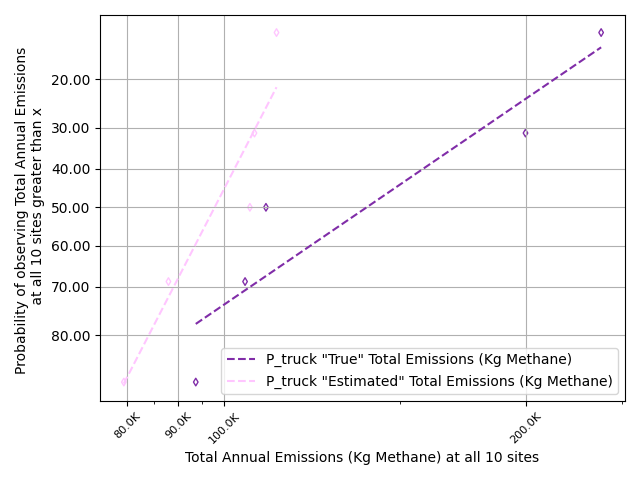 Probability of observing Total Annual Emissions
at all 10 sites greater than x
20.00
30.00
40.00
50.00
60.00
70.00
80.00
P_truck "True" Total Emissions (Kg Methane)
P_truck "Estimated" Total Emissions (Kg Methane)
80.0K
90.0K
100.0K
200.0K
Total Annual Emissions (Kg Methane) at all 10 sites